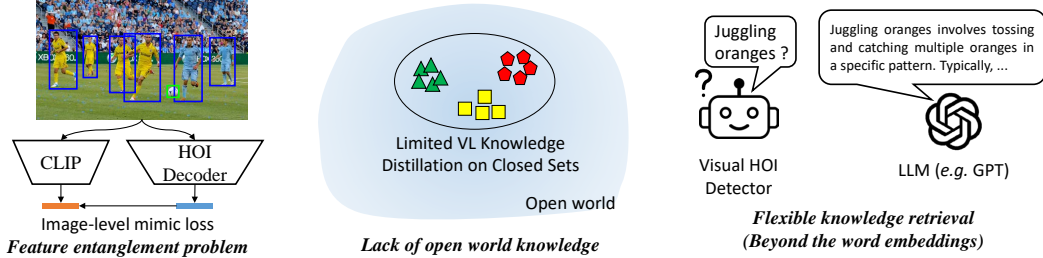 XBOX 360
CLIP
HOI
Decoder
Image-level mimic loss
Feature entanglement problem
Limited VL Knowledge
Distillation on Closed Sets
Open world
Lack of open world knowledge
Juggling
oranges ?
?
Visual HOI
Detector
Juggling oranges involves tossing
and catching multiple oranges in
a specific pattern. Typically, ...
LLM (e.g. GPT)
Flexible knowledge retrieval
(Beyond the word embeddings)